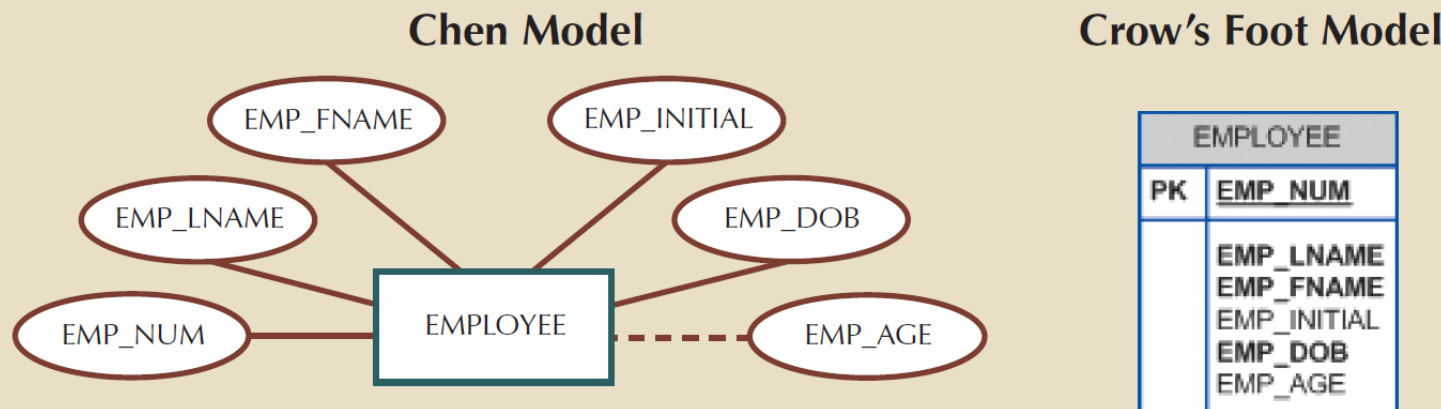 Chen Model
EMP_FNAME
EMP_INITIAL
EMP_LNAME
EMP_DOB
EMP_NUM
EMPLOYEE
EMP_AGE
Crow’s Foot Model
EMPLOYEE
PK EMP_NUM
EMP_LNAME
EMP_FNAME
EMP_INITIAL
EMP_DOB
EMP_AGE